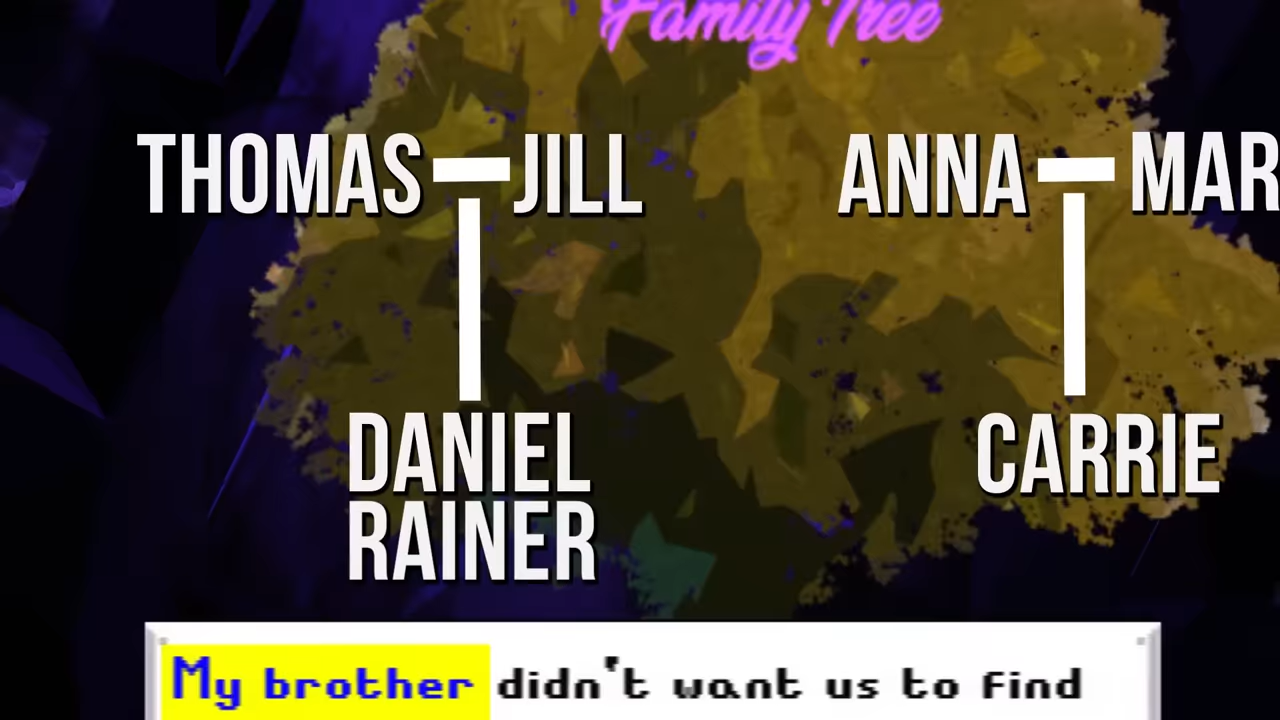 Family Tree
THOMAS JILL ANNA
DANIEL
RAINER
CARRIE
My brother didn't want us to find